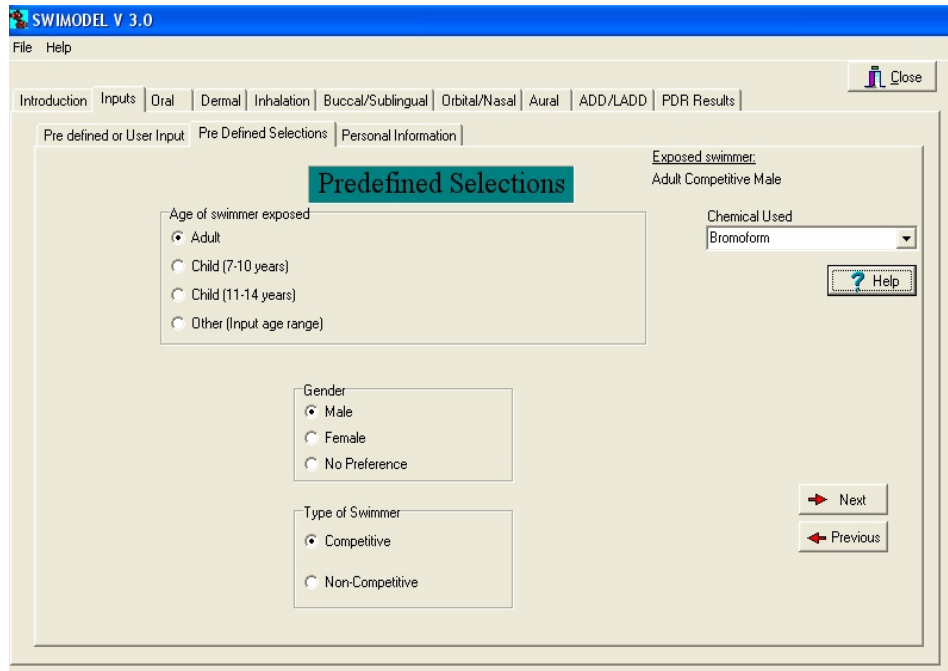 SWIMODEL V 3.0
File Help
Close
Introduction Inputs Oral Dermal Inhalation Buccal/Sublingual Orbital/Nasal Aural ADD/LADD PDR Results
Pre defined or User Input Pre Defined Selections Personal Information
Predefined Selections
Exposed swimmer:
Adult Competitive Male
Age of swimmer exposed
Adult
Child (7-10 years)
Child (11-14 years)
Other (Input age range)
Chemical Used
Bromoform
? Help
Gender
Male
Female
No Preference
Type of Swimmer
Competitive
Non-Competitive
Next
Previous